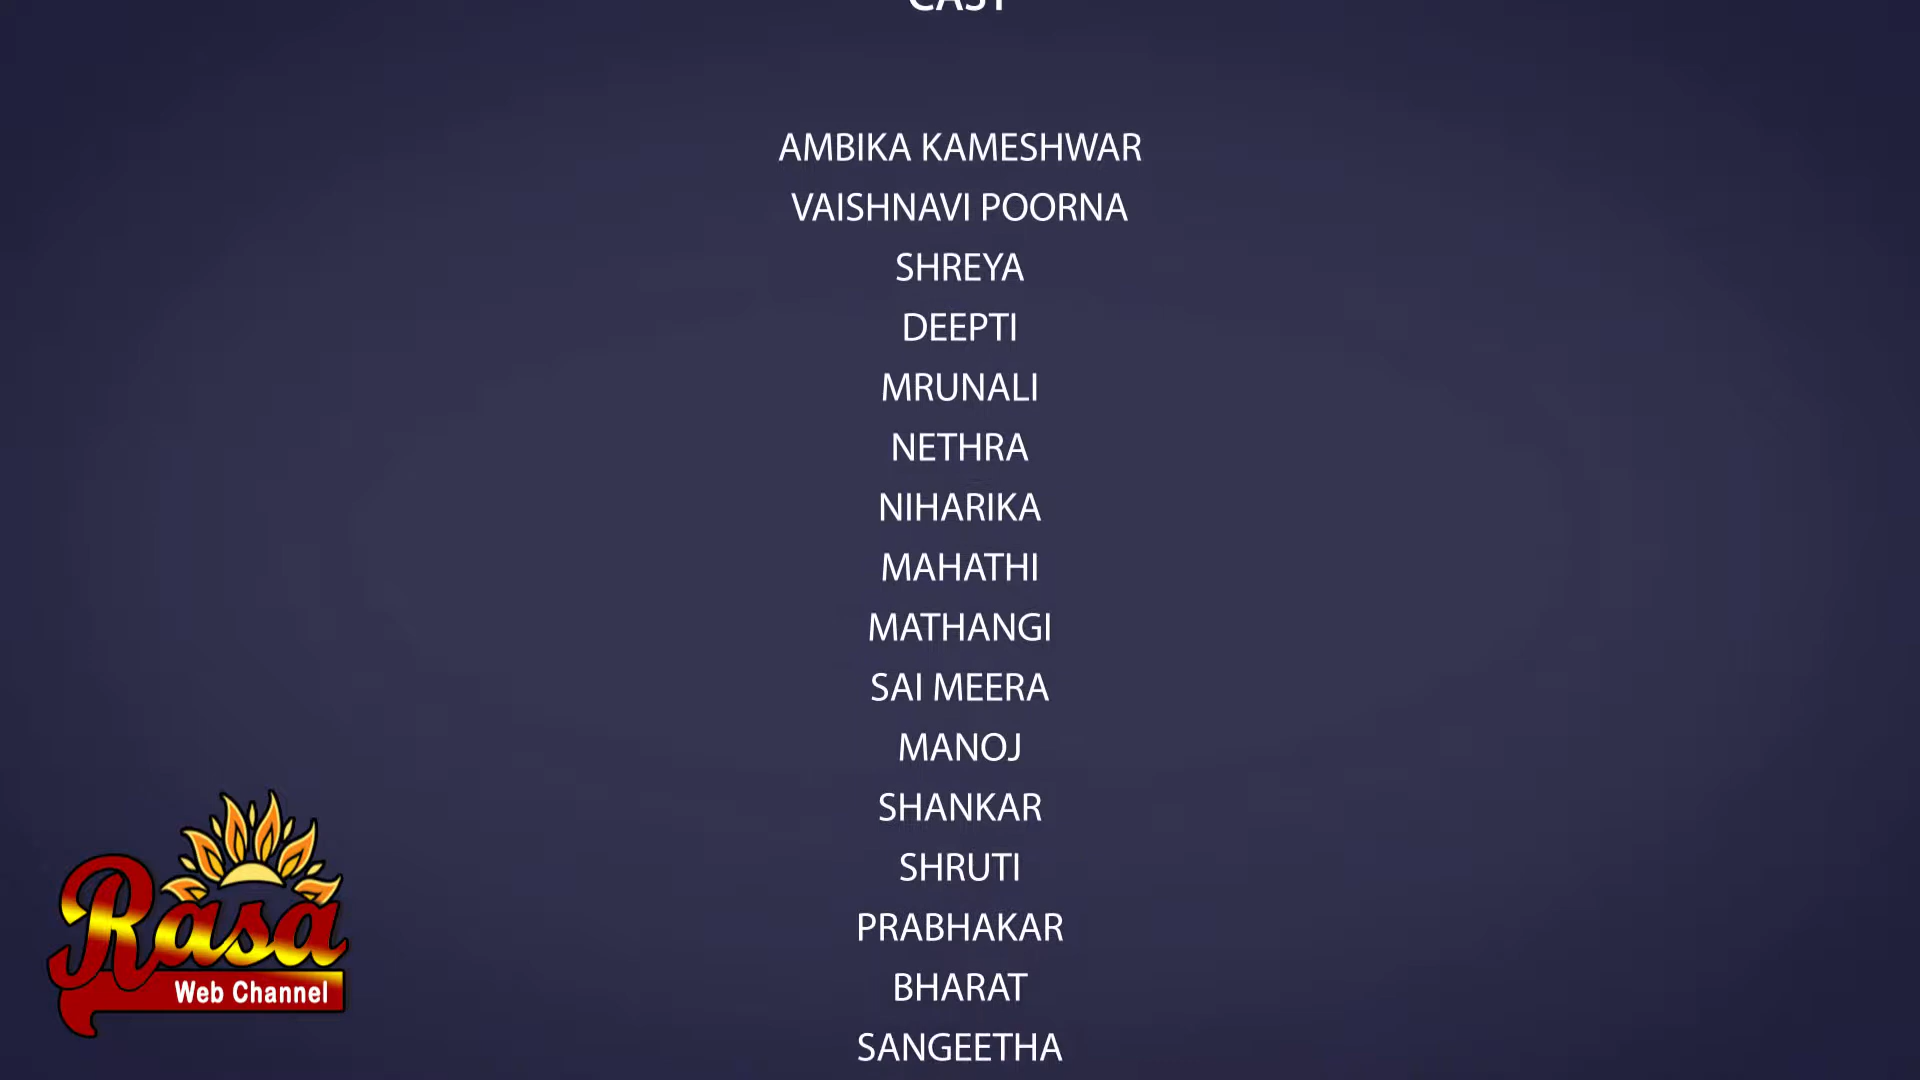 CAST
AMBIKA KAMESHWAR
VAISHNAVI POORNA
SHREYA
DEEPTI
MRUNALI
NETHRA
NIHARIKA
MAHATHI
MATHANGI
SAI MEERA
MANOJ
SHANKAR
SHRUTI
PRABHAKAR
BHARAT
SANGEETHA
Rasa
Web Channel